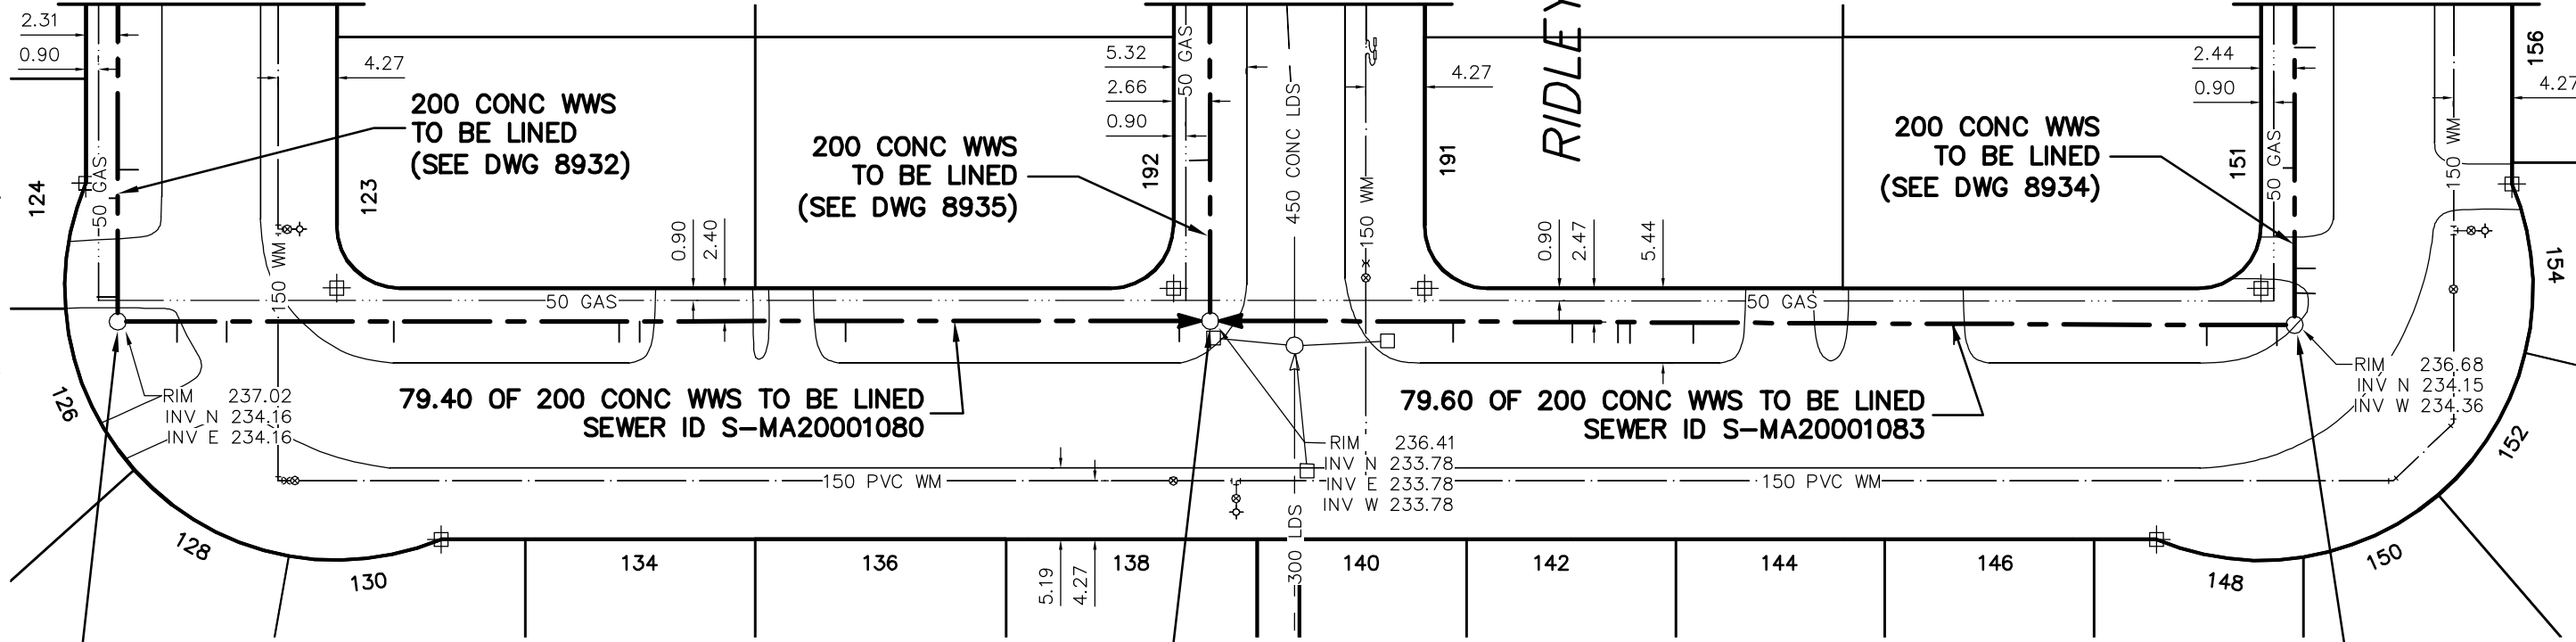 2.31
0.90
4.27
124
50 GAS
123
150 WM
200 CONC WWS
TO BE LINED
(SEE DWG 8932)
200 CONC WWS
TO BE LINED
(SEE DWG 8935)
5.32
2.66
0.90
192
50 GAS
450 CONC LDS
150 WM
4.27
191
RIDLEY
200 CONC WWS
TO BE LINED
(SEE DWG 8934)
2.44
0.90
151
50 GAS
150 WM
156
4.27
154
0.90
2.40
0.90
2.47
5.44
50 GAS
50 GAS
RIM 237.02
INV N 234.16
INV E 234.16
79.40 OF 200 CONC WWS TO BE LINED
SEWER ID S-MA20001080
RIM 236.41
INV N 233.78
INV E 233.78
INV W 233.78
79.60 OF 200 CONC WWS TO BE LINED
SEWER ID S-MA20001083
RIM 236.68
INV N 234.15
INV W 234.36
150 PVC WM
150 PVC WM
126
128
130
134
136
5.19
4.27
138
300 LDS
140
142
144
146
148
150
152